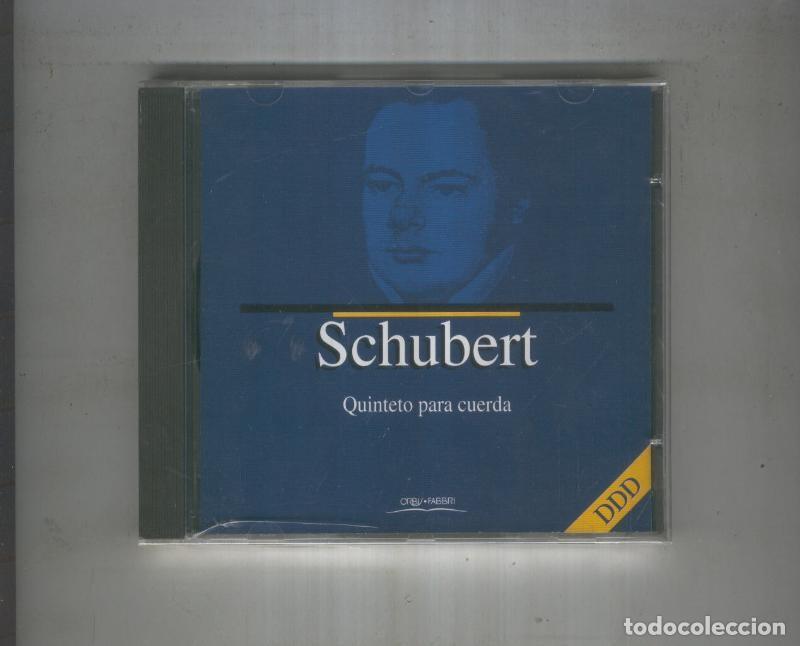 Schubert
Quinteto para cuerda
ORBIS • FABBRI
DDD
todocoleccion